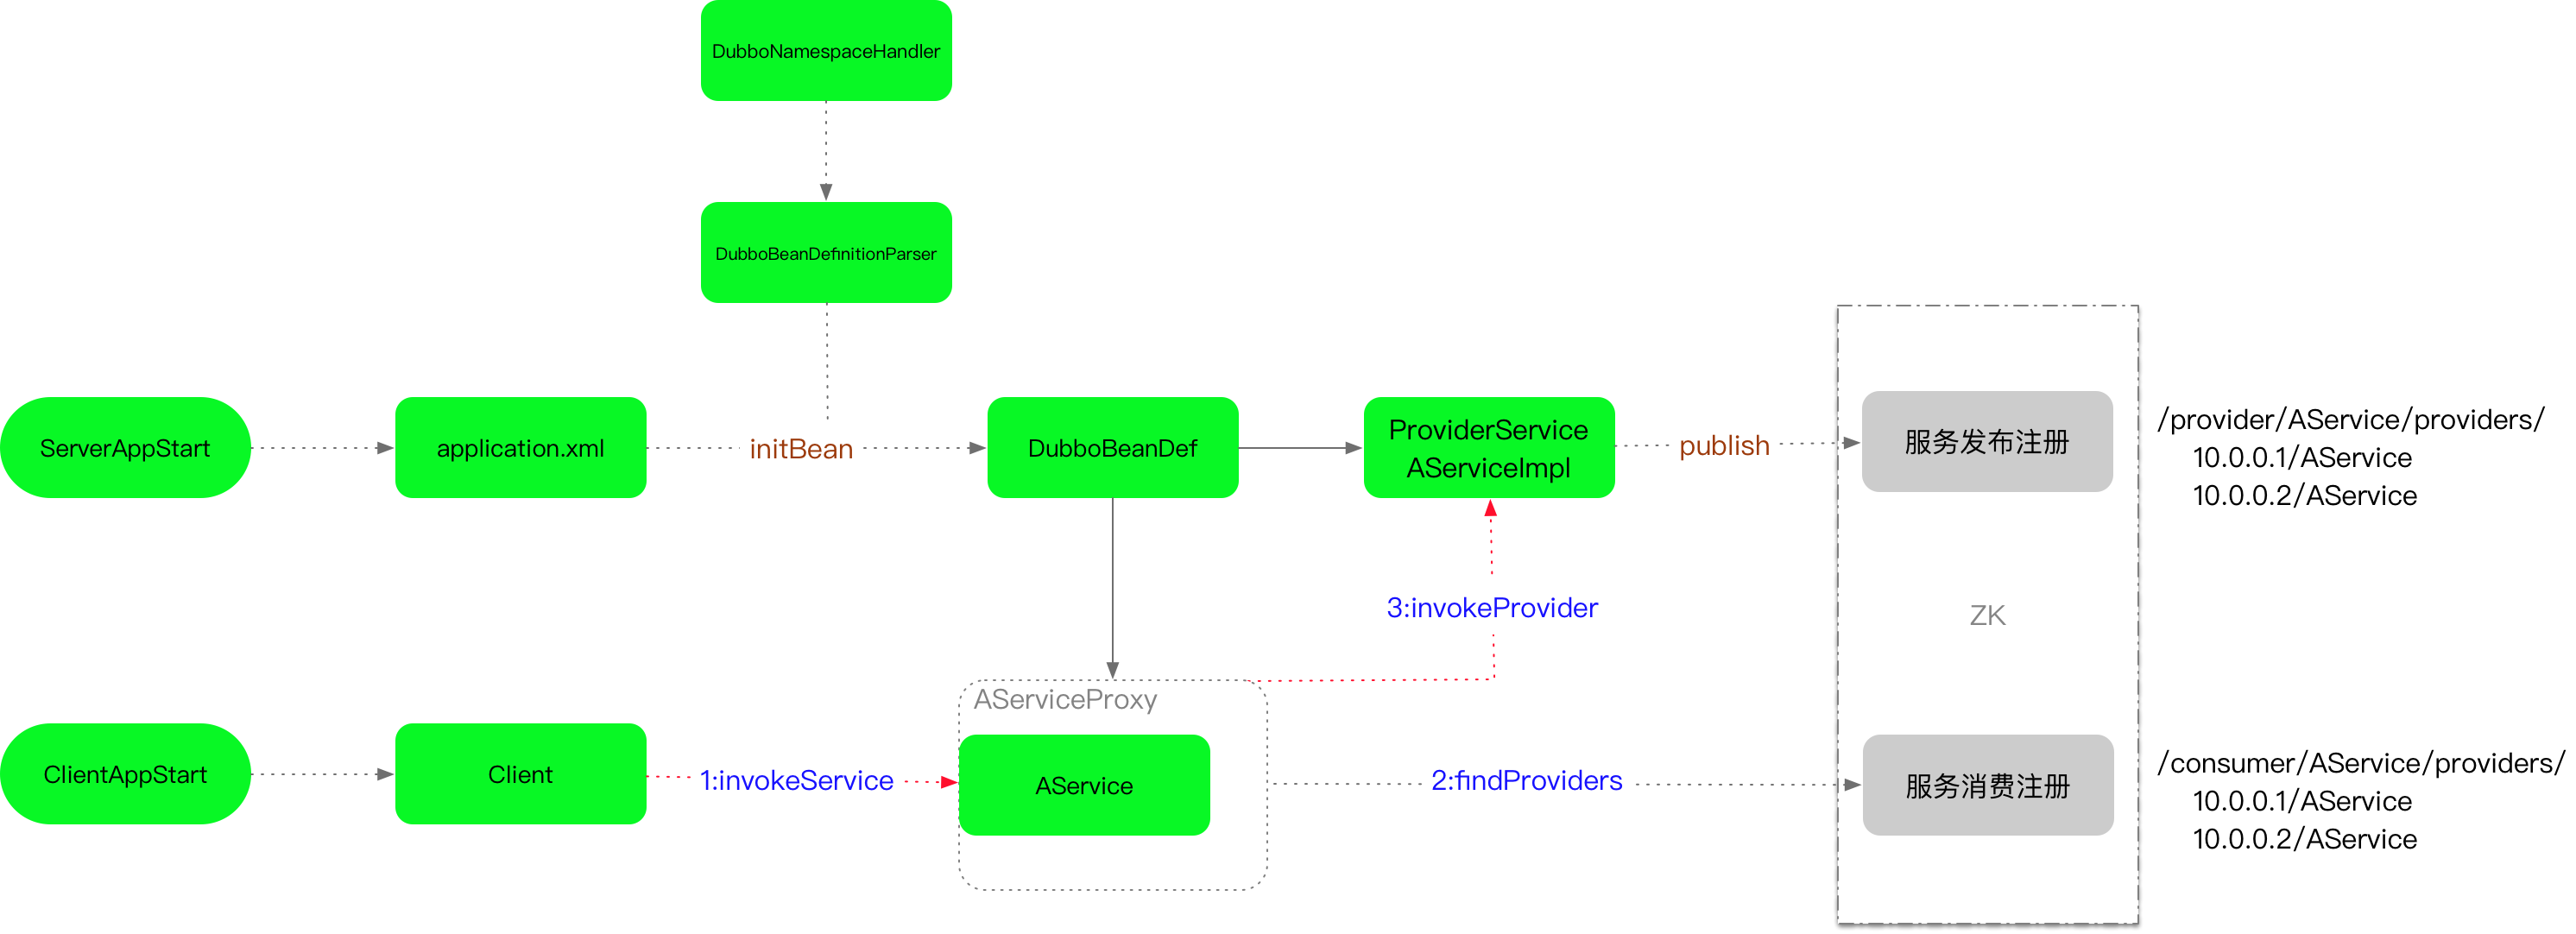 DubboNamespaceHandler
DubboBeanDefinitionParser
ServerAppStart
application.xml
initBean
DubboBeanDef
ProviderService
AServiceImpl
publish
服务发布注册
/provider/AService/providers/
10.0.0.1/AService
10.0.0.2/AService
3:invokeProvider
ZK
AServiceProxy
ClientAppStart
Client
1:invokeService
AService
2:findProviders
服务消费注册
/consumer/AService/providers/
10.0.0.1/AService
10.0.0.2/AService